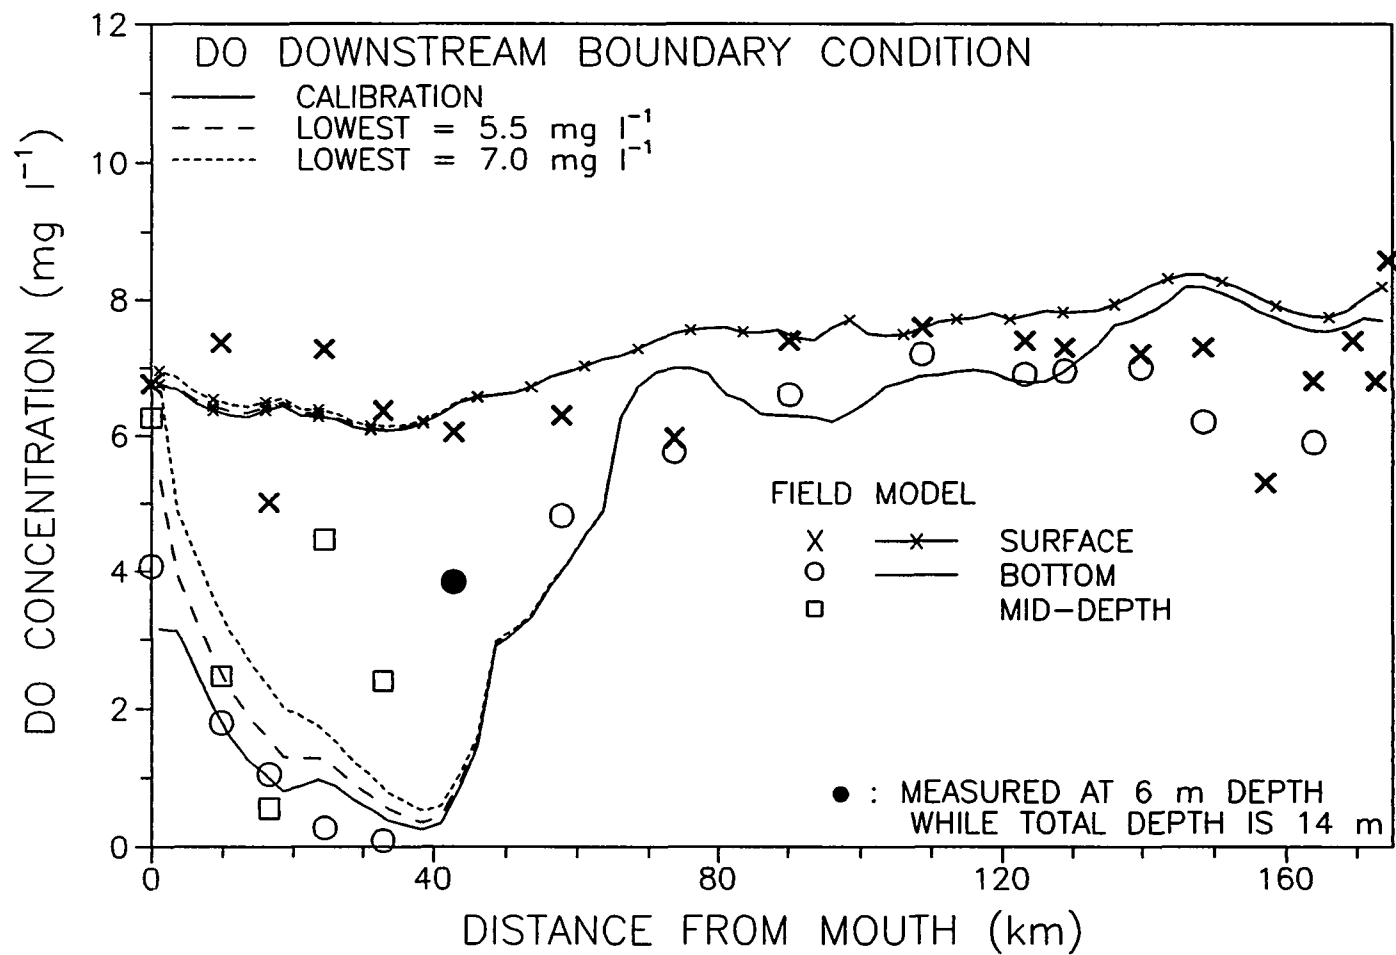 DO DOWNSTREAM BOUNDARY CONDITION
CALIBRATION
LOWEST = 5.5 mg l⁻¹
LOWEST = 7.0 mg l⁻¹
FIELD MODEL
SURFACE
BOTTOM
MID-DEPTH
● : MEASURED AT 6 m DEPTH
WHILE TOTAL DEPTH IS 14 m
DO CONCENTRATION (mg l⁻¹)
12
10
8
6
4
2
0
0 40 80 120 160
DISTANCE FROM MOUTH (km)